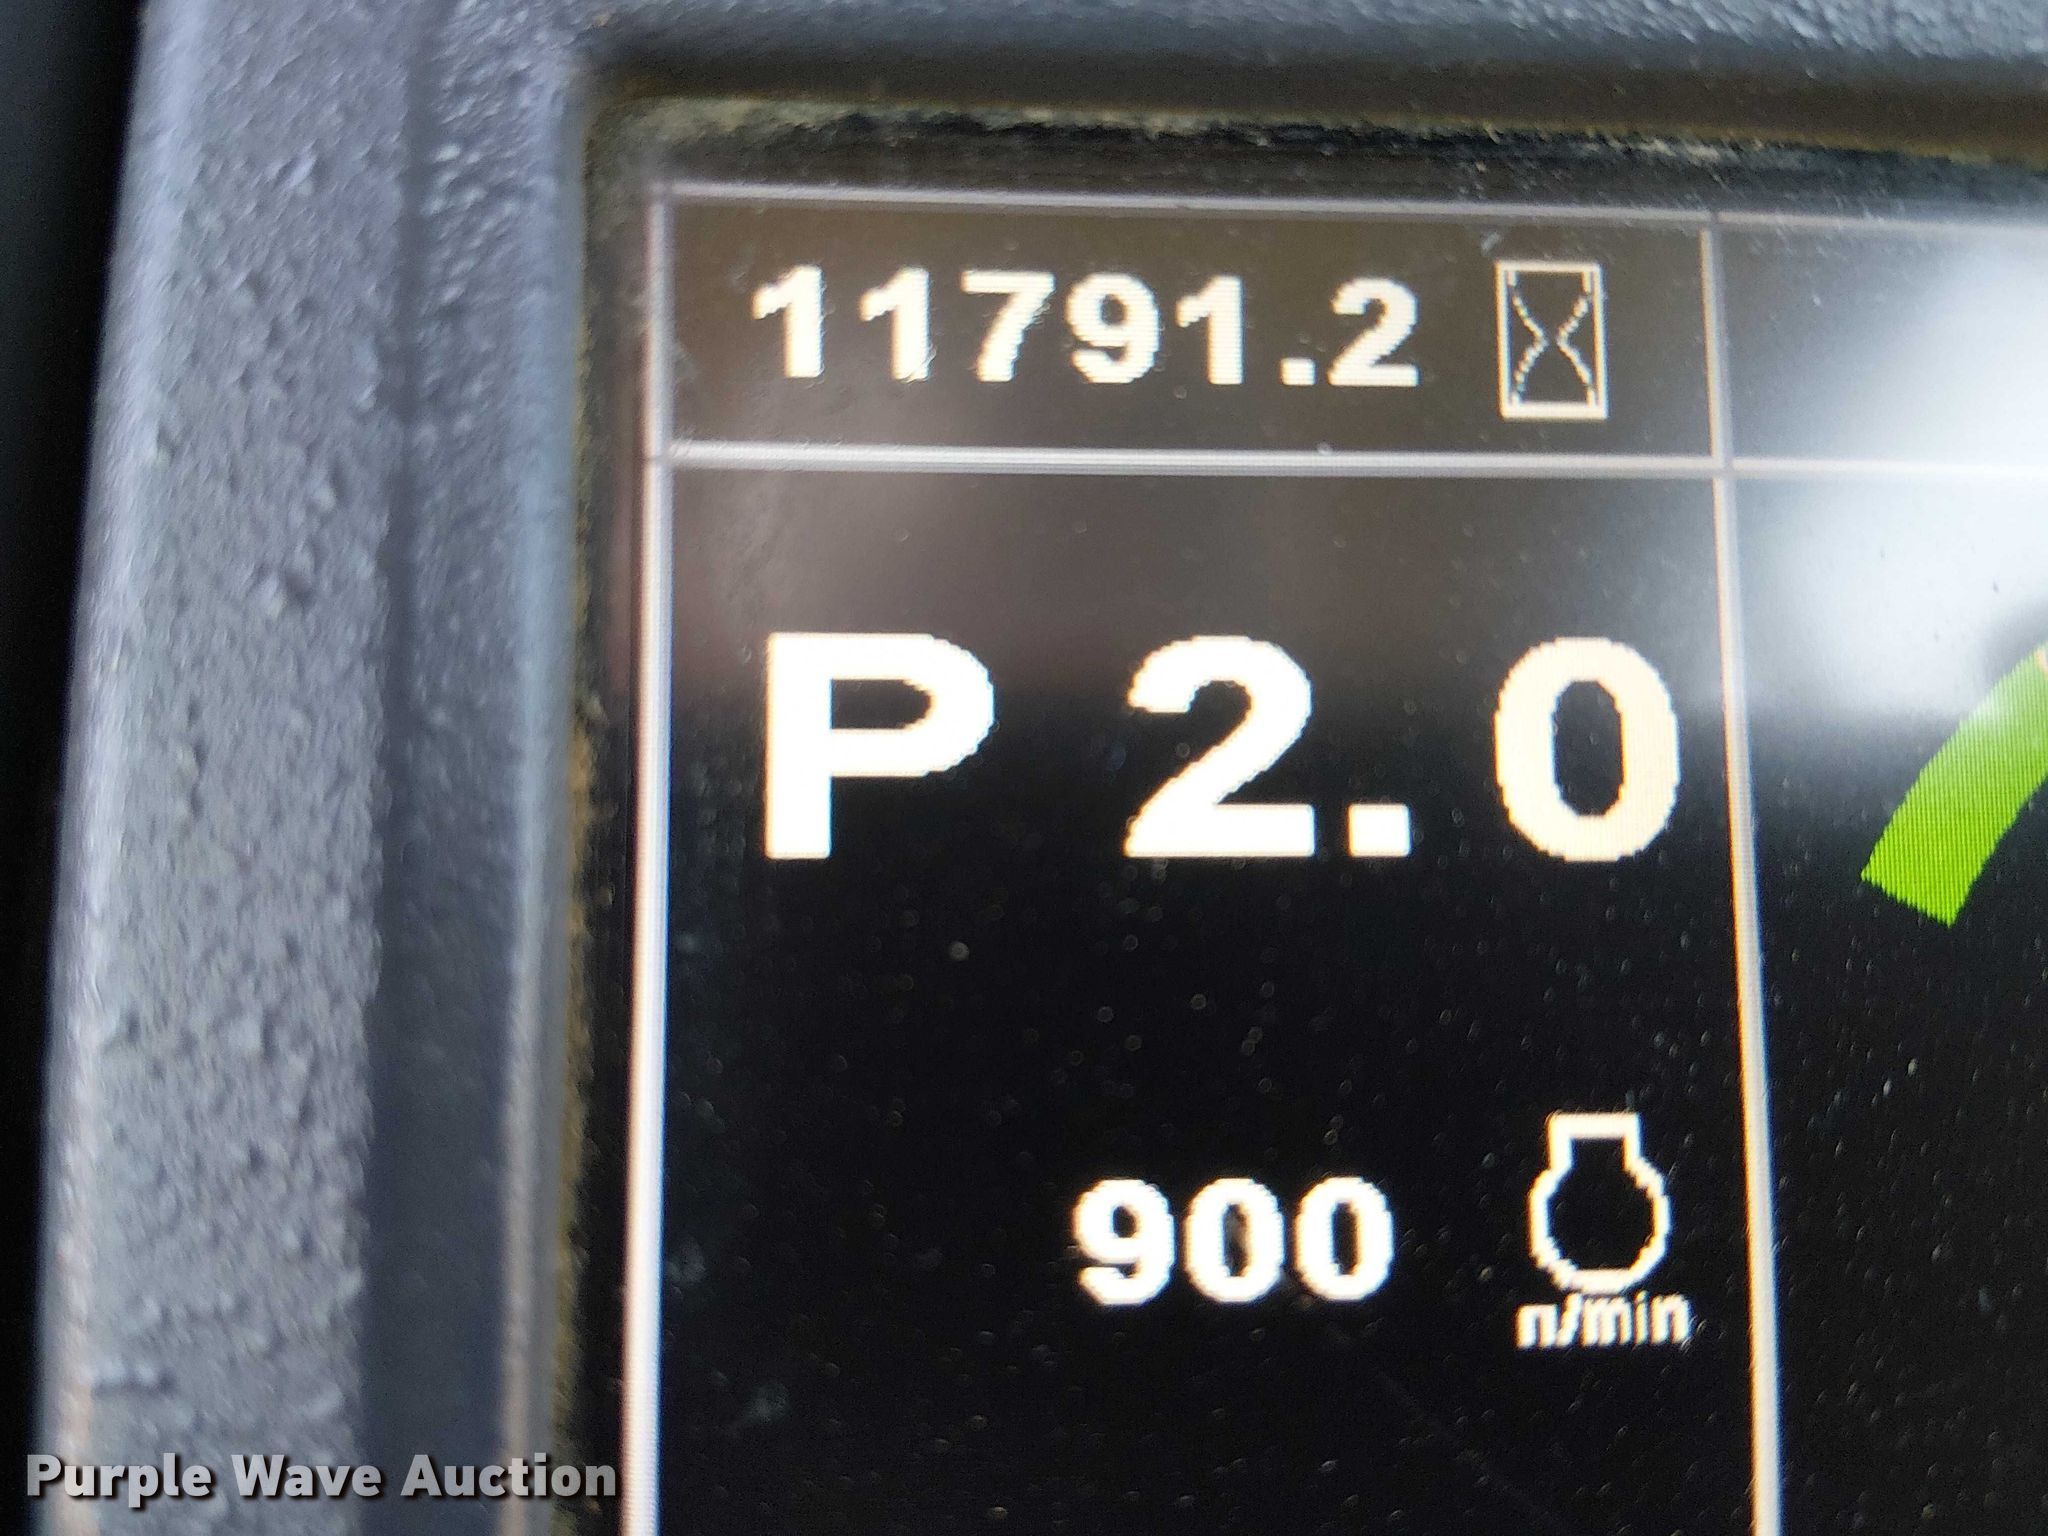 11791.2
P 2.0
900
n/min
Purple Wave Auction